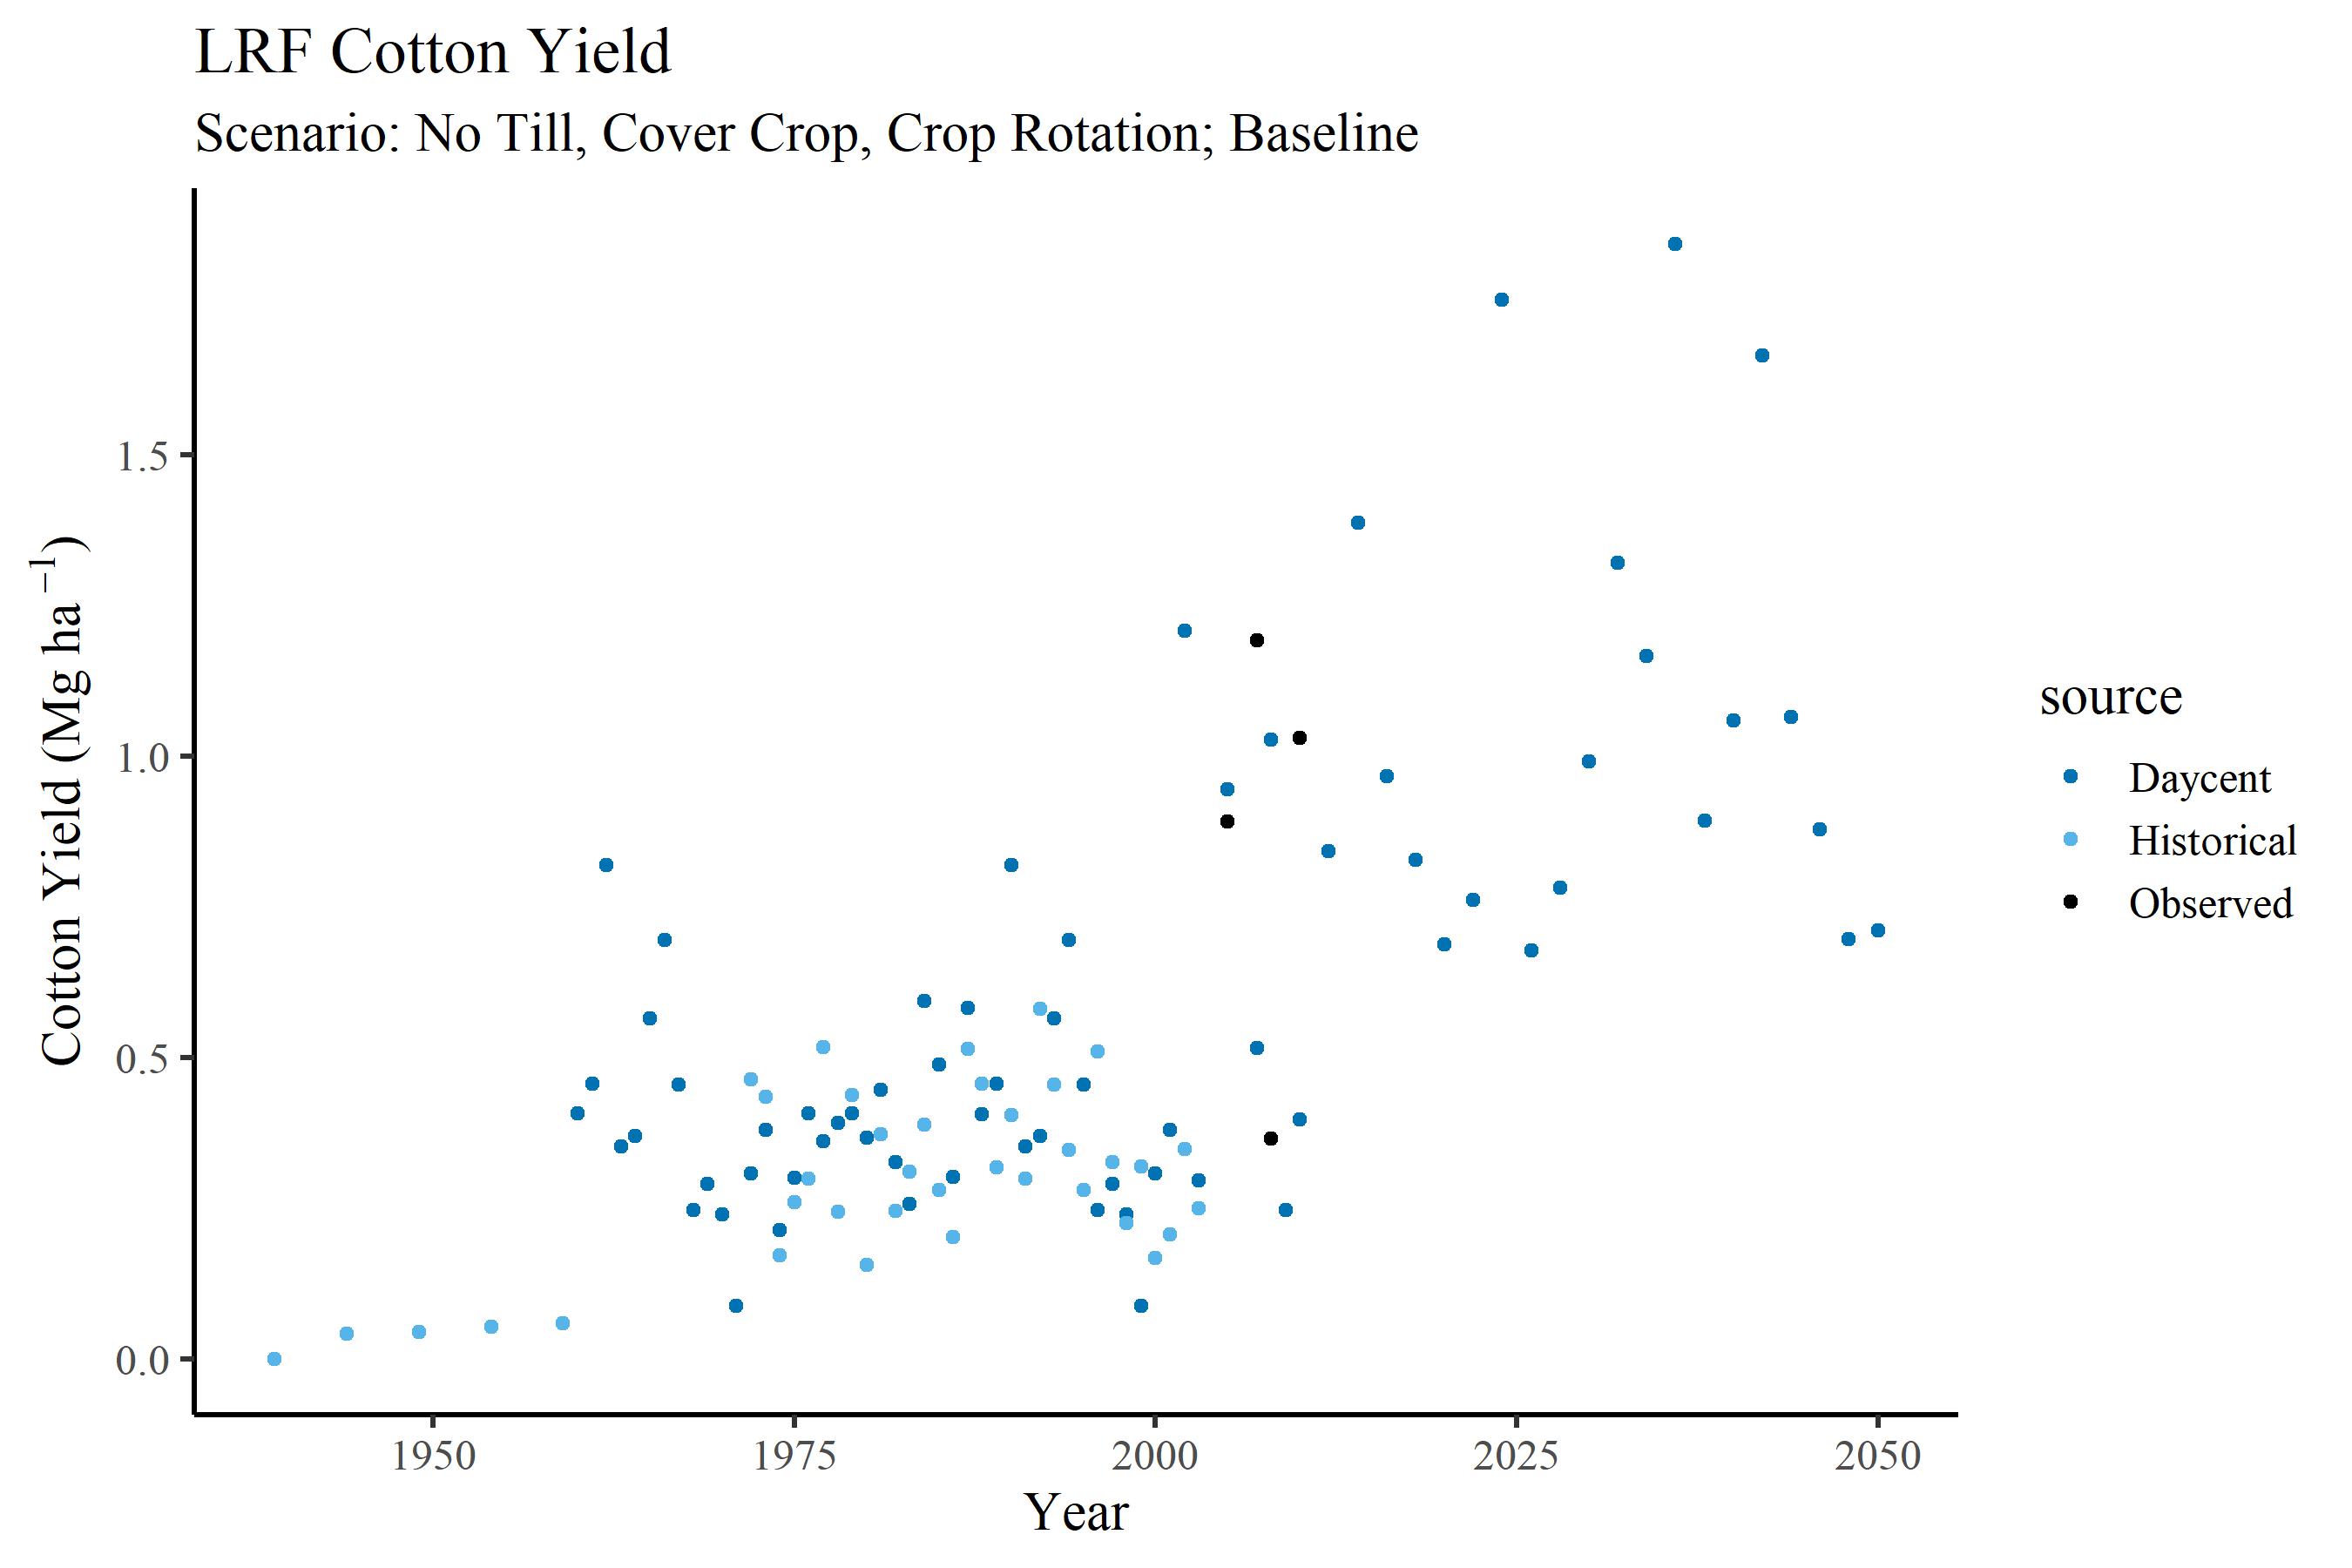 LRF Cotton Yield
Scenario: No Till, Cover Crop, Crop Rotation; Baseline
Cotton Yield (Mg ha⁻¹)
1.5
1.0
0.5
0.0
1950 1975 2000 2025 2050
Year
source
Daycent
Historical
Observed